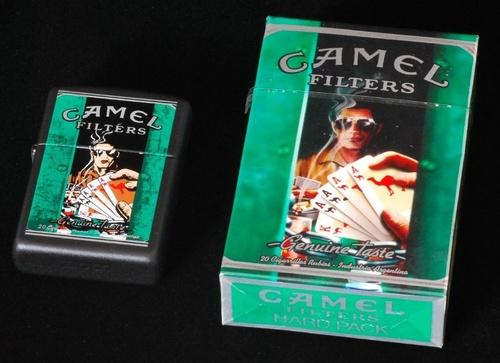 CAMEL
FILTERS
Genuine Taste
CAMEL
FILTERS
Genuine Taste
20 Cigarrillos Rubios - Industria Argentina
CAMEL
FILTERS
HARD PACK